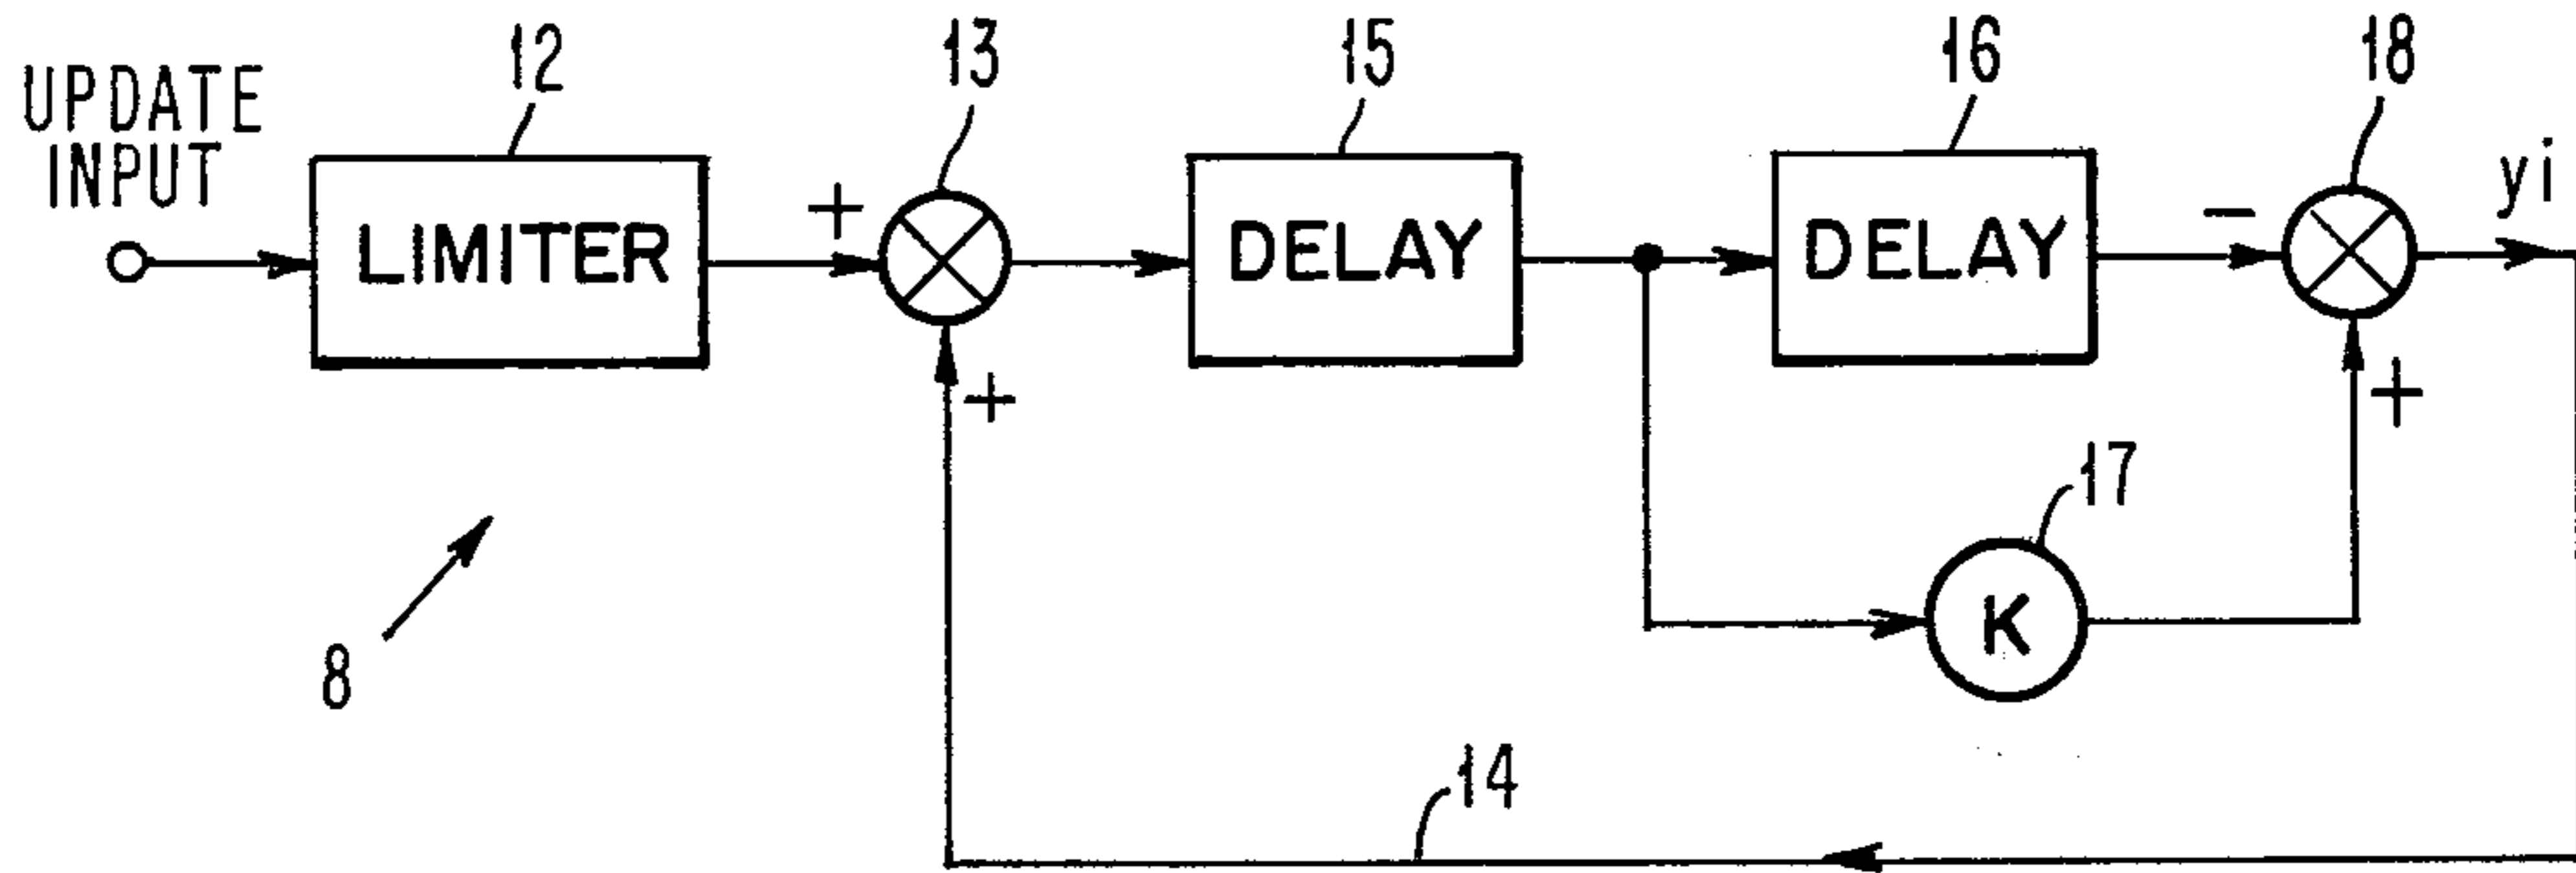 12
13
15
16
18
UPDATE
INPUT
LIMITER
+
+
DELAY
DELAY
-
+
yi
17
K
8
14